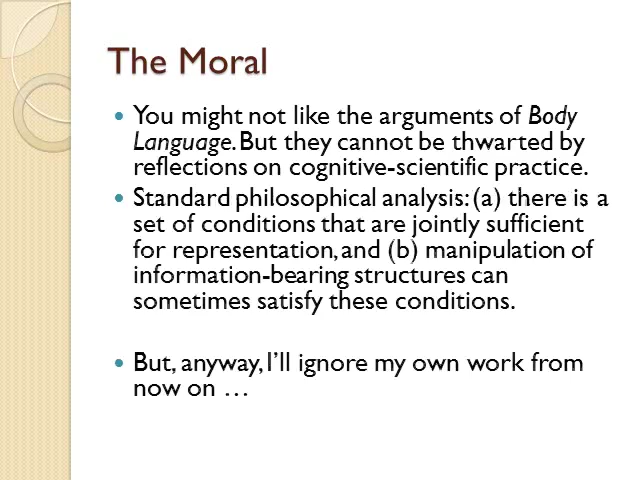 The Moral
You might not like the arguments of Body
Language. But they cannot be thwarted by
reflections on cognitive-scientific practice.
Standard philosophical analysis: (a) there is a
set of conditions that are jointly sufficient
for representation, and (b) manipulation of
information-bearing structures can
sometimes satisfy these conditions.
But, anyway, I'll ignore my own work from
now on …